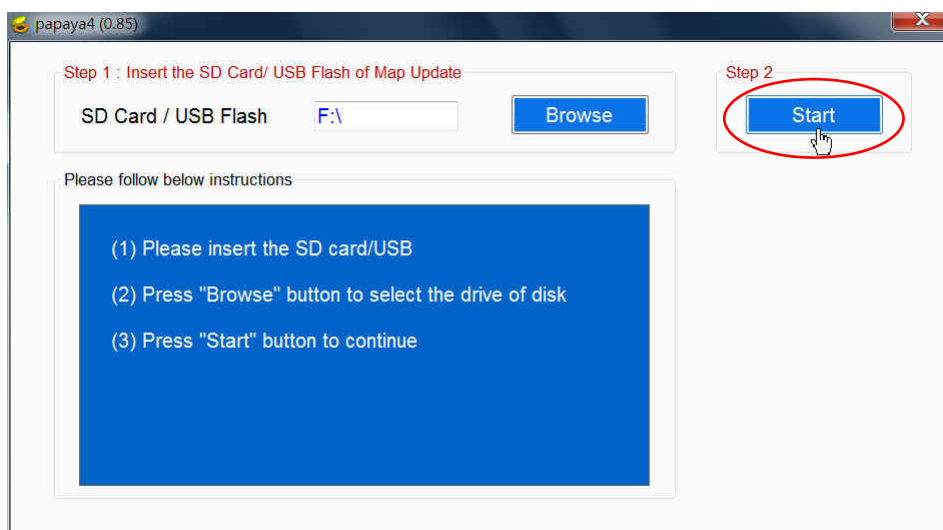 papaya4 (0.85)
Step 1 : Insert the SD Card/ USB Flash of Map Update
SD Card / USB Flash
F:\
Browse
Step 2
Start
Please follow below instructions
(1) Please insert the SD card/USB
(2) Press "Browse" button to select the drive of disk
(3) Press "Start" button to continue